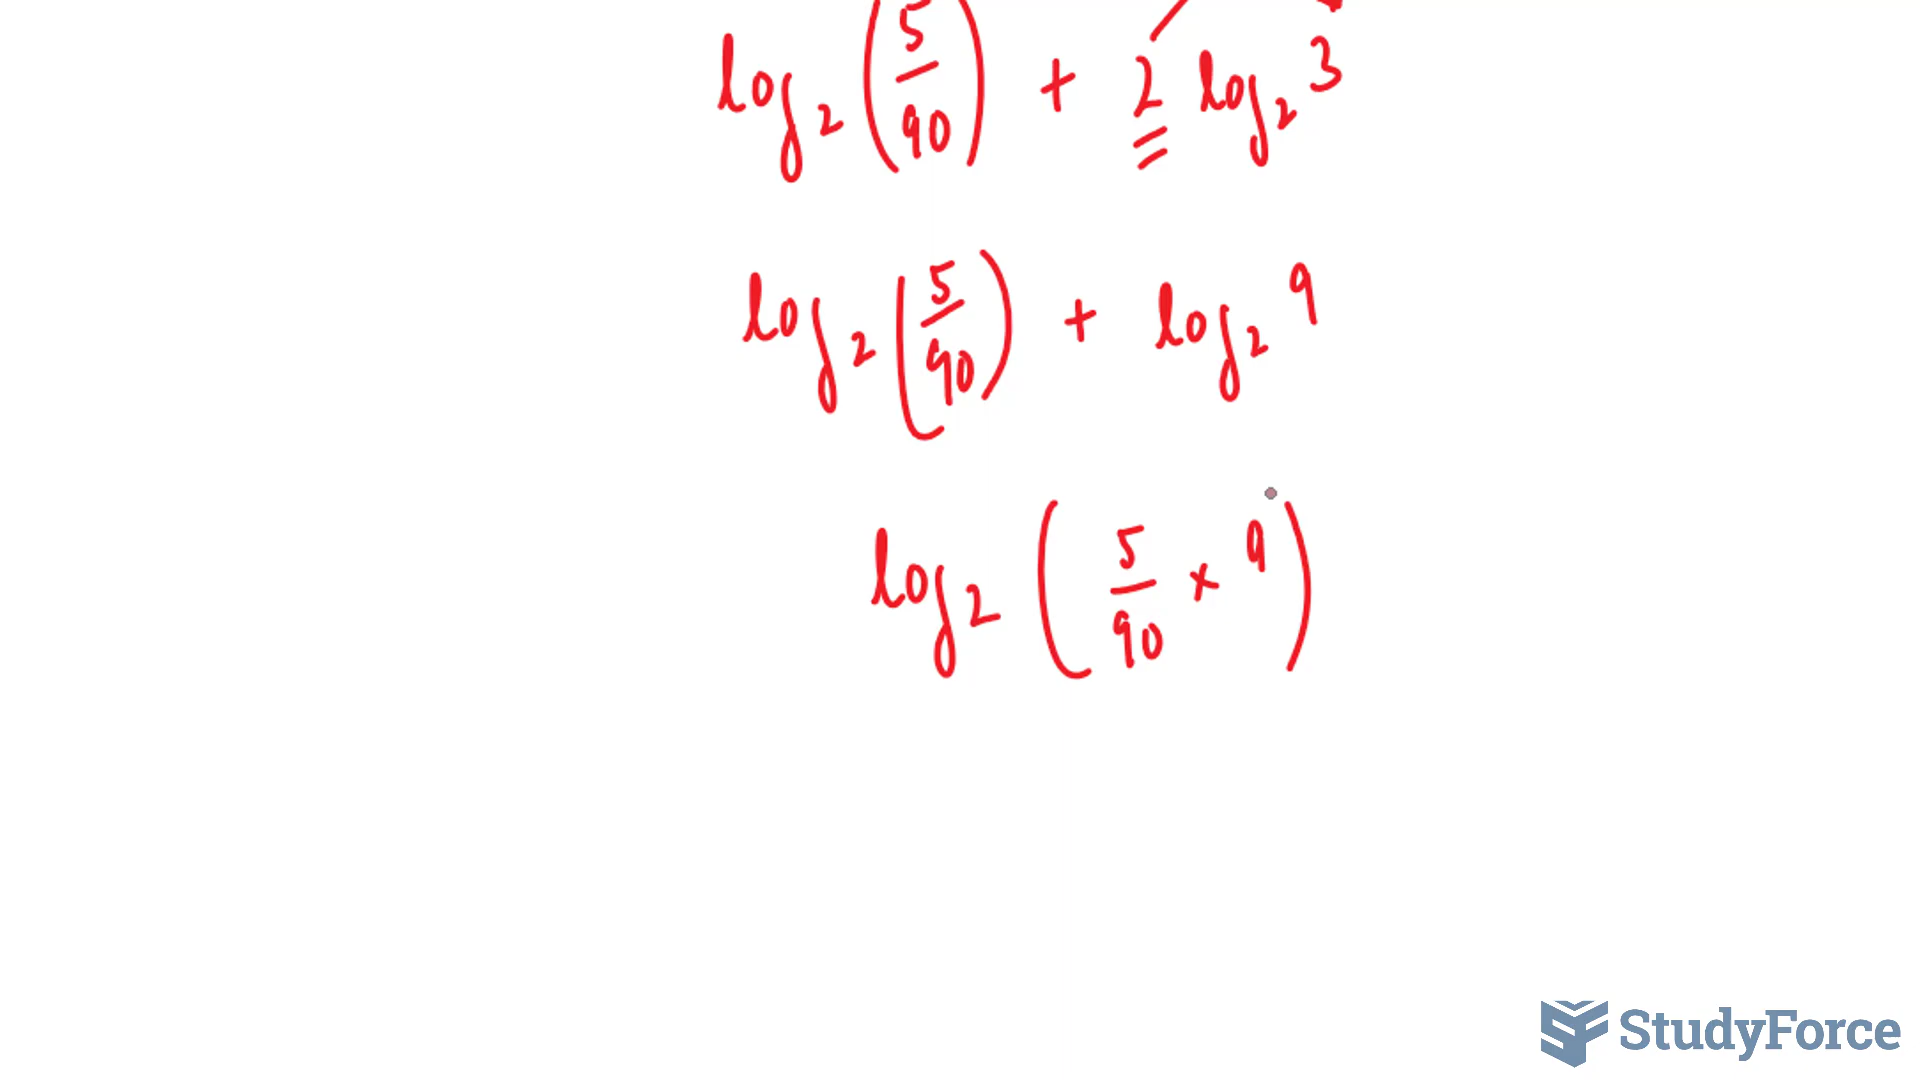 log₂(5/90) + 2 log₂ 3
log₂(5/90) + log₂ 9
log₂(5/90 × 9)
StudyForce